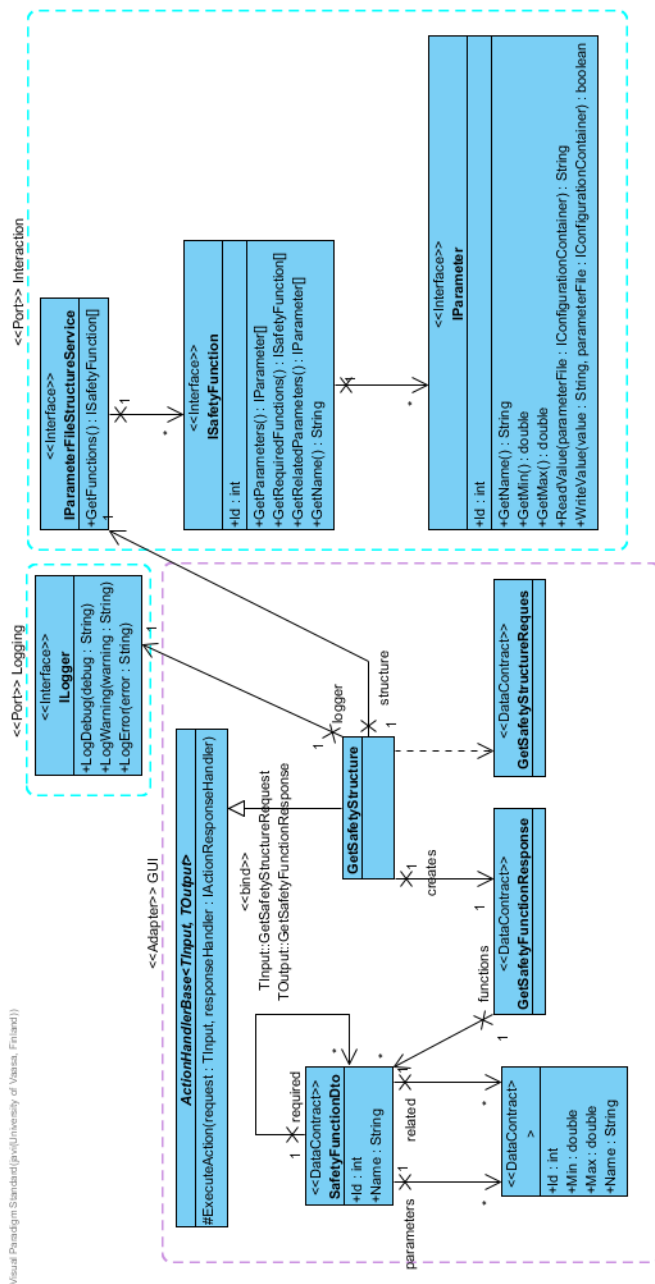 Visual Paradigm Standard(javi(University of Vaasa, Finland))
<<Port>> Logging
<<Interface>>
ILogger
+LogDebug(debug : String)
+LogWarning(warning : String)
+LogError(error : String)
<<Port>> Interaction
<<Interface>>
IParameterFileStructureService
+GetFunctions() : ISafetyFunction[]
1
*
<<Interface>>
ISafetyFunction
+Id : int
+GetParameters() : IParameter[]
+GetRequiredFunctions() : ISafetyFunction[]
+GetRelatedParameters() : IParameter[]
+GetName() : String
1
*
<<Interface>>
IParameter
+Id : int
+GetName() : String
+GetMin() : double
+GetMax() : double
+ReadValue(parameterFile : IConfigurationContainer) : String
+WriteValue(value : String, parameterFile : IConfigurationContainer) : boolean
<<Adapter>> GUI
ActionHandlerBase<TInput, TOutput>
#ExecuteAction(request : TInput, responseHandler : IActionResponseHandler)
<<bind>>
TInput::GetSafetyStructureRequest
TOutput::GetSafetyFunctionResponse
1
logger
1
1
structure
1
GetSafetyStructure
1
creates
1
<<DataContract>>
GetSafetyStructureReques
<<DataContract>>
GetSafetyFunctionResponse
functions
1
*
1
required
*
<<DataContract>>
SafetyFunctionDto
+Id : int
+Name : String
parameters
1
*
related
1
*
<<DataContract>
>
+Id : int
+Min : double
+Max : double
+Name : String